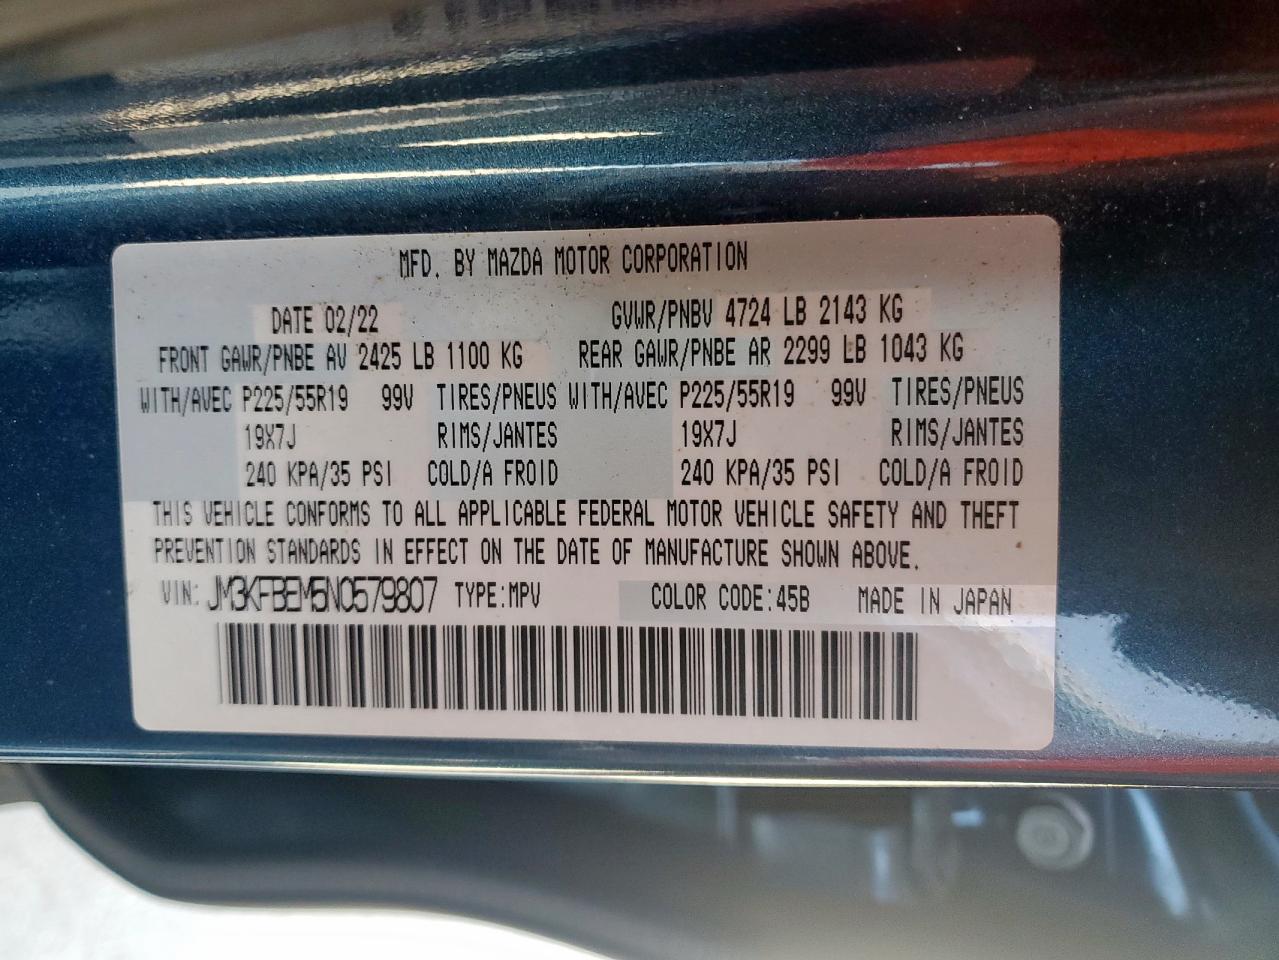 MFD. BY MAZDA MOTOR CORPORATION
DATE 02/22 GVWR/PNBV 4724 LB 2143 KG
FRONT GAWR/PNBE AV 2425 LB 1100 KG REAR GAWR/PNBE AR 2299 LB 1043 KG
WITH/AVEC P225/55R19 99V TIRES/PNEUS WITH/AVEC P225/55R19 99V TIRES/PNEUS
19X7J RIMS/JANTES 19X7J RIMS/JANTES
240 KPA/35 PSI COLD/A FROID 240 KPA/35 PSI COLD/A FROID
THIS VEHICLE CONFORMS TO ALL APPLICABLE FEDERAL MOTOR VEHICLE SAFETY AND THEFT
PREVENTION STANDARDS IN EFFECT ON THE DATE OF MANUFACTURE SHOWN ABOVE.
VIN: JM3KFBEM5N0579807 TYPE:MPV COLOR CODE:45B MADE IN JAPAN